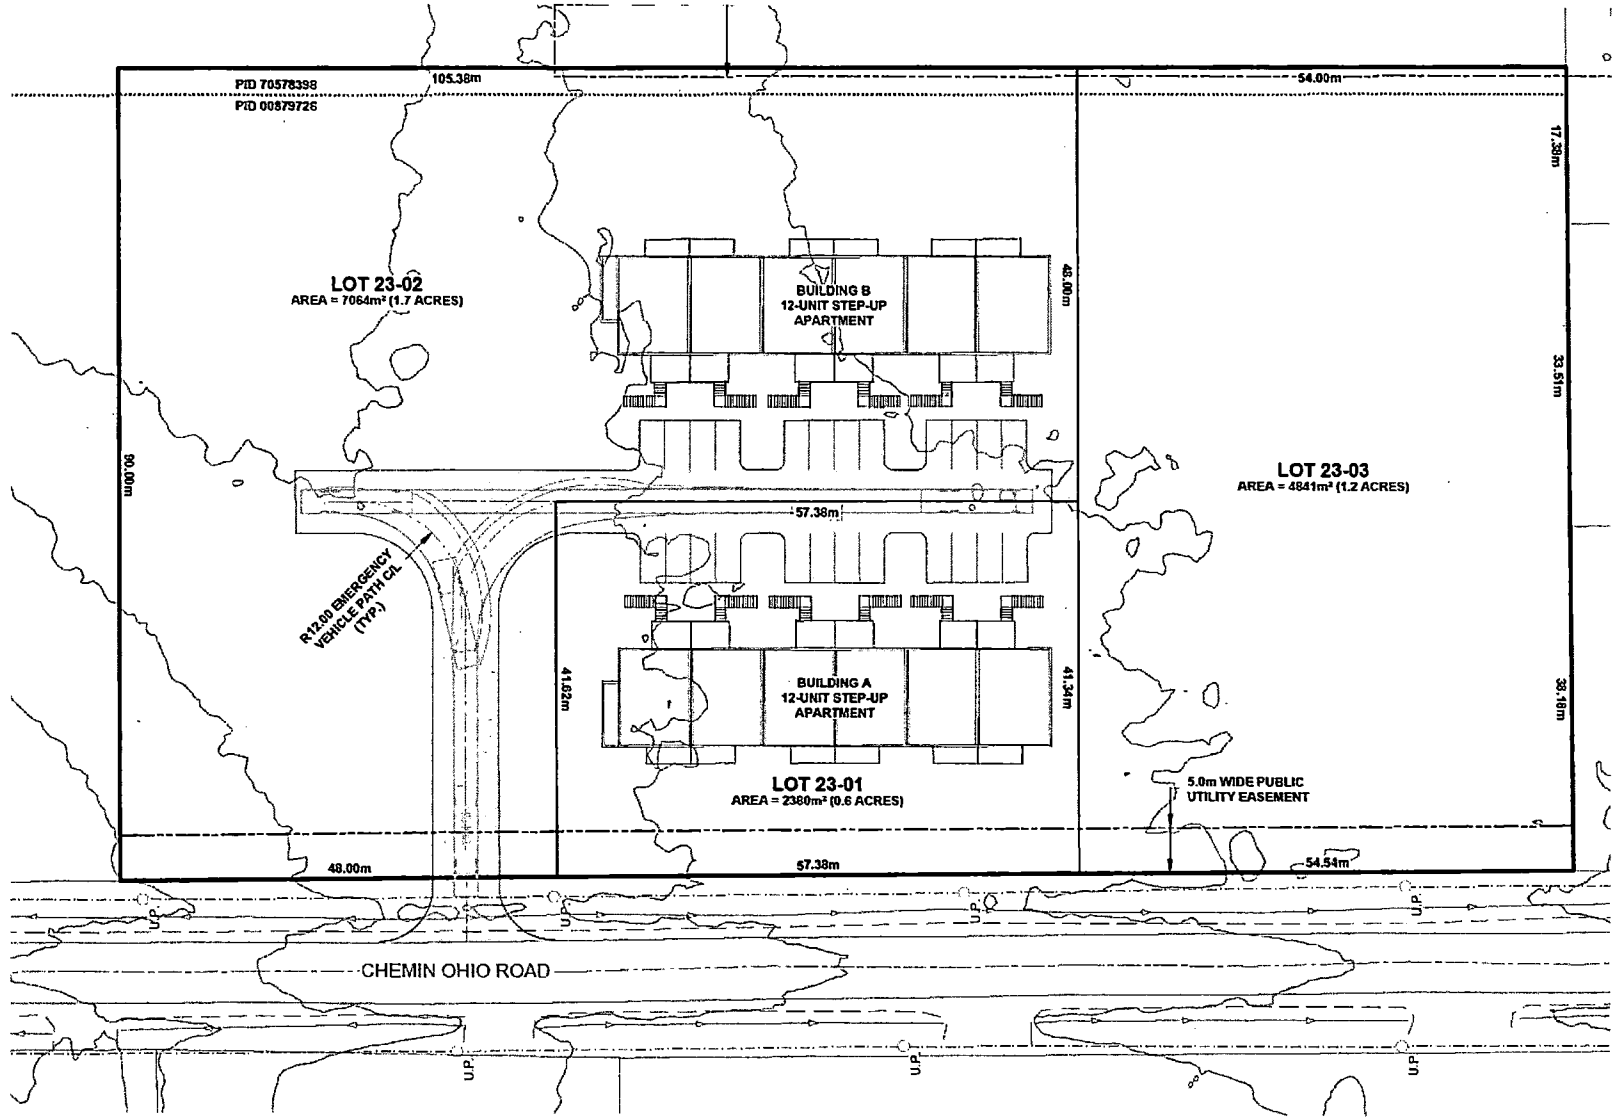 105.38m
54.00m
PID 70578398
PID 00879726
17.38m
LOT 23-02
AREA = 7064m² (1.7 ACRES)
48.00m
BUILDING B
12-UNIT STEP-UP
APARTMENT
33.51m
90.00m
LOT 23-03
AREA = 4841m² (1.2 ACRES)
57.38m
R12.00 EMERGENCY
VEHICLE PATH C/L
(TYP.)
41.62m
BUILDING A
12-UNIT STEP-UP
APARTMENT
41.34m
38.18m
LOT 23-01
AREA = 2380m² (0.6 ACRES)
5.0m WIDE PUBLIC
UTILITY EASEMENT
48.00m
57.38m
54.54m
U.P.
U.P.
U.P.
U.P.
CHEMIN OHIO ROAD
U.P.
U.P.
U.P.